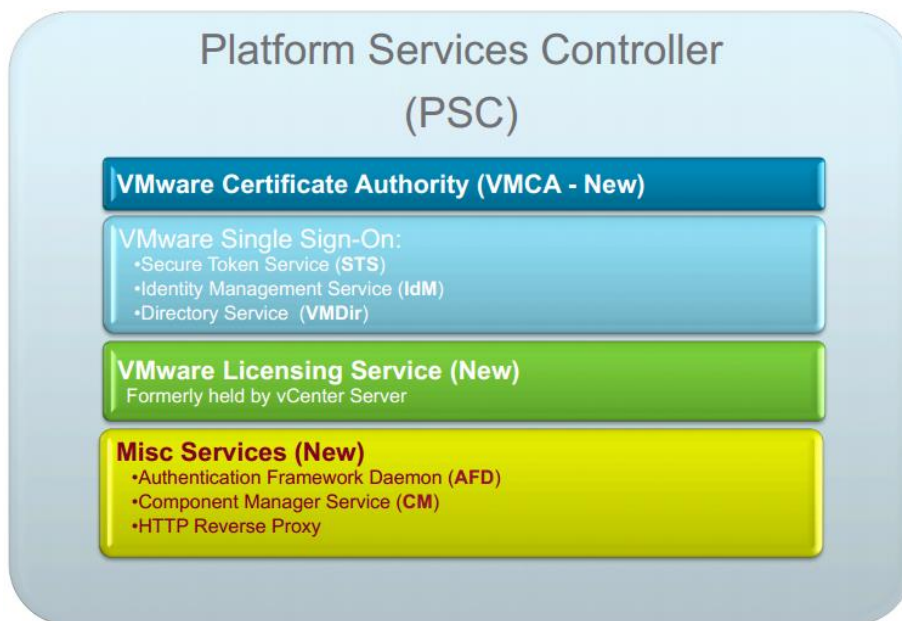 Platform Services Controller
(PSC)
VMware Certificate Authority (VMCA - New)
VMware Single Sign-On:
•Secure Token Service (STS)
•Identity Management Service (IdM)
•Directory Service (VMDir)
VMware Licensing Service (New)
Formerly held by vCenter Server
Misc Services (New)
•Authentication Framework Daemon (AFD)
•Component Manager Service (CM)
•HTTP Reverse Proxy